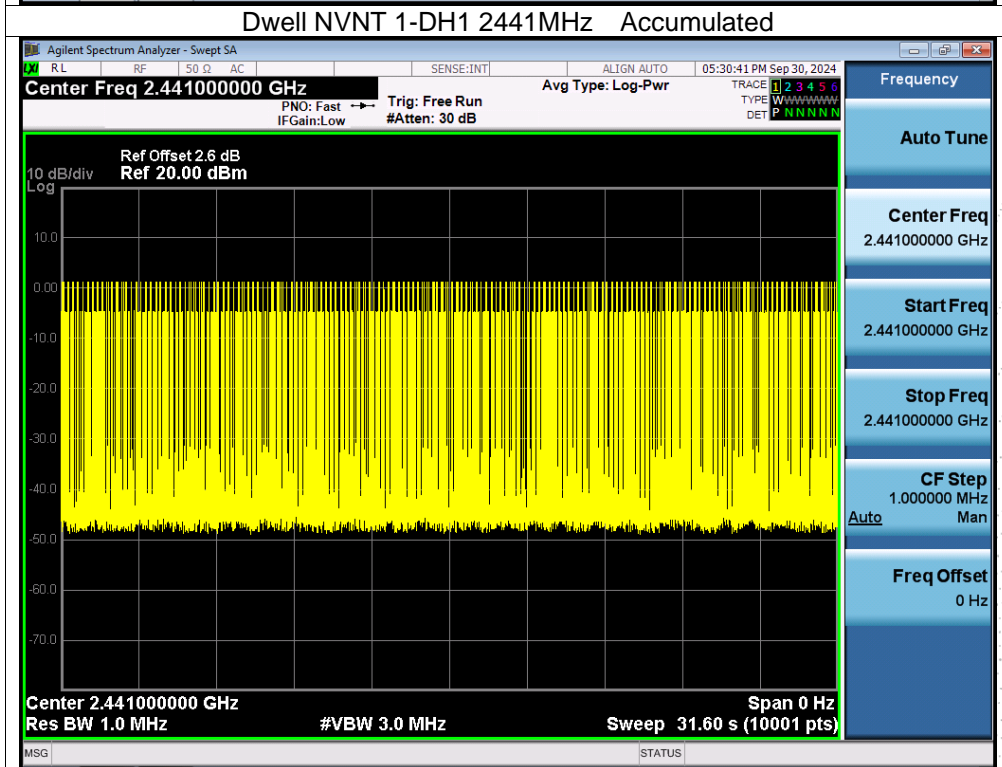 Dwell NVNT 1-DH1 2441MHz Accumulated
Agilent Spectrum Analyzer - Swept SA
LXI RL RF 50 Ω AC SENSE:INT ALIGN AUTO 05:30:41 PM Sep 30, 2024
Center Freq 2.441000000 GHz
Avg Type: Log-Pwr
TRACE 1 2 3 4 5 6
TYPE WWWWWWW
DET P N N N N N
PNO: Fast
IFGain:Low
Trig: Free Run
#Atten: 30 dB
Ref Offset 2.6 dB
10 dB/div Ref 20.00 dBm
Log
10.0
0.00
-10.0
-20.0
-30.0
-40.0
-50.0
-60.0
-70.0
Center 2.441000000 GHz Span 0 Hz
Res BW 1.0 MHz #VBW 3.0 MHz Sweep 31.60 s (10001 pts)
MSG STATUS
Frequency
Auto Tune
Center Freq
2.441000000 GHz
Start Freq
2.441000000 GHz
Stop Freq
2.441000000 GHz
CF Step
1.000000 MHz
Auto Man
Freq Offset
0 Hz